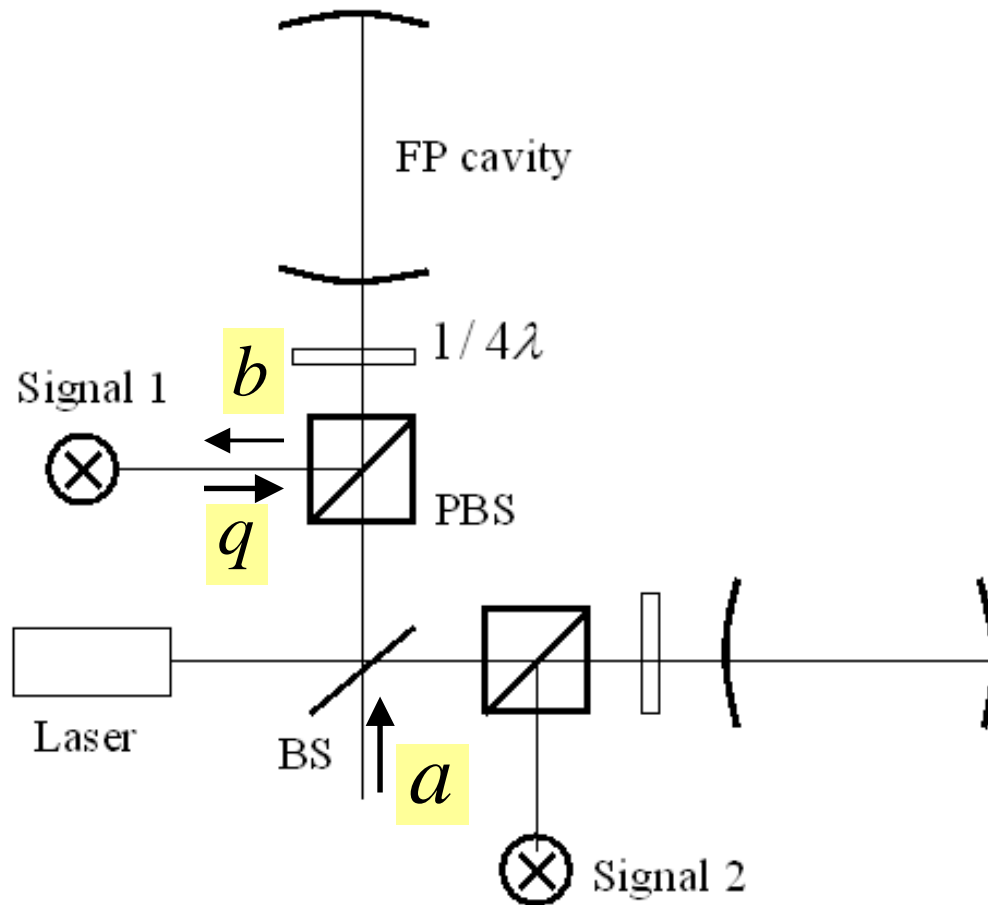 FP cavity
1/4λ
b
Signal 1
q
PBS
Laser
BS
a
Signal 2